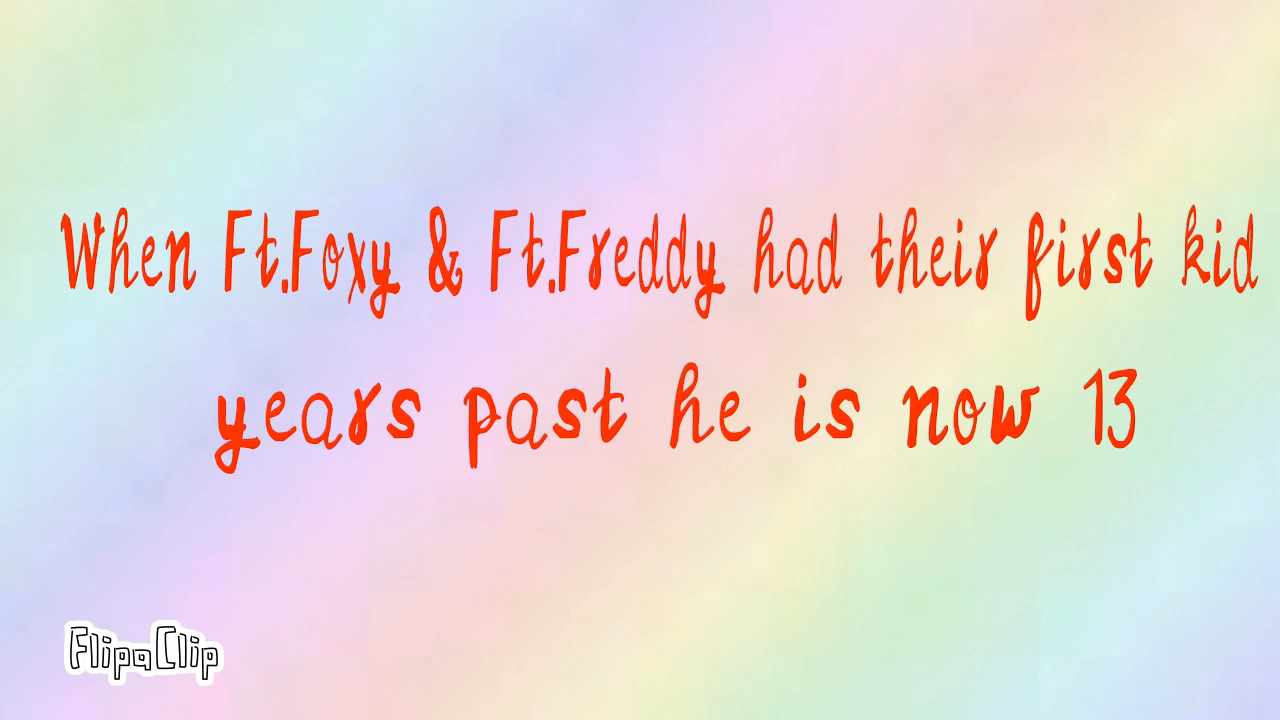 When Ft.Foxy & Ft.Freddy had their first kid
years past he is now 13
FlipaClip